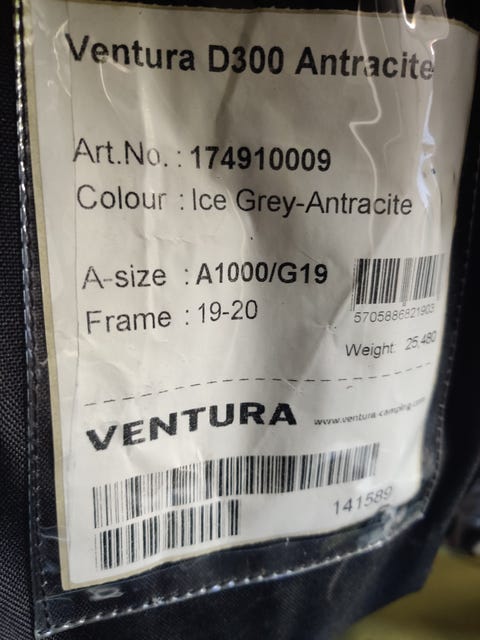 Ventura D300 Antracite
Art.No. : 174910009
Colour : Ice Grey-Antracite
A-size : A1000/G19
Frame : 19-20
5705886821903
Weight: 25,480
VENTURA www.ventura-camping.com
141589